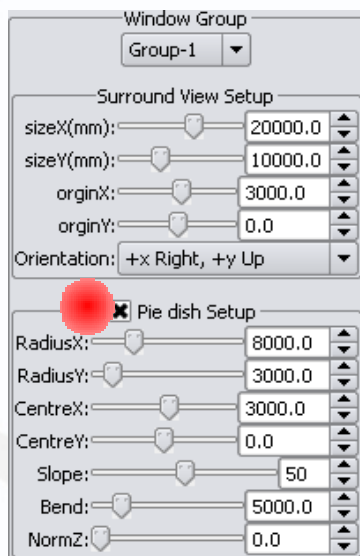 Window Group
Group-1
Surround View Setup
sizeX(mm): 20000.0
sizeY(mm): 10000.0
orginX: 3000.0
orginY: 0.0
Orientation: +x Right, +y Up
Pie dish Setup
RadiusX: 8000.0
RadiusY: 3000.0
CentreX: 3000.0
CentreY: 0.0
Slope: 50
Bend: 5000.0
NormZ: 0.0